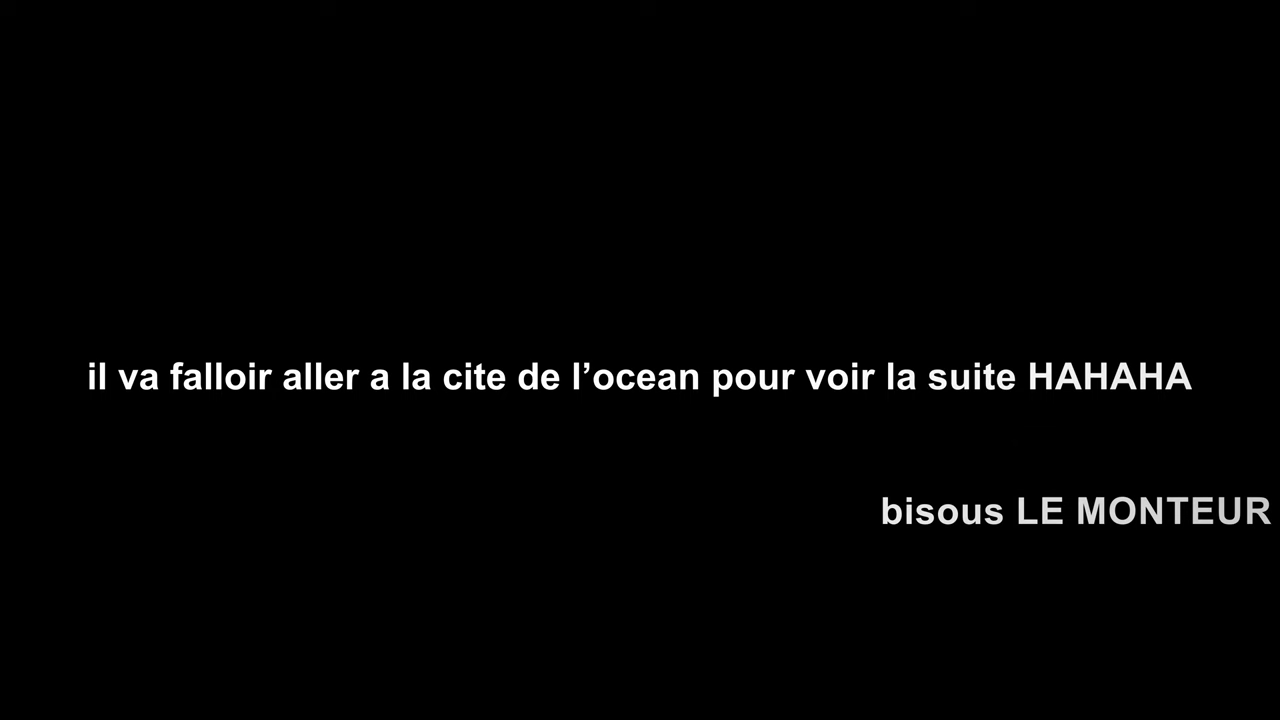 il va falloir aller a la cite de l’ocean pour voir la suite HAHAHA
bisous LE MONTEUR